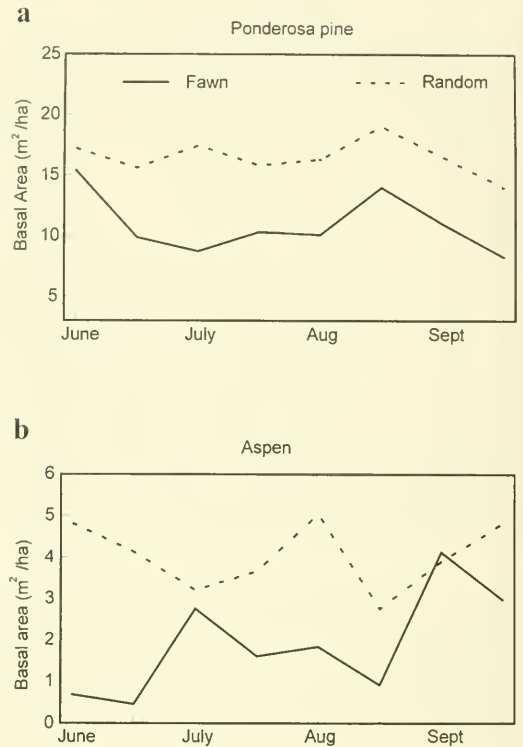 a
Ponderosa pine
25
20
15
10
5
Basal Area (m² /ha)
Fawn
Random
June July Aug Sept
b
Aspen
6
5
4
3
2
1
0
Basal area (m² /ha)
June July Aug Sept